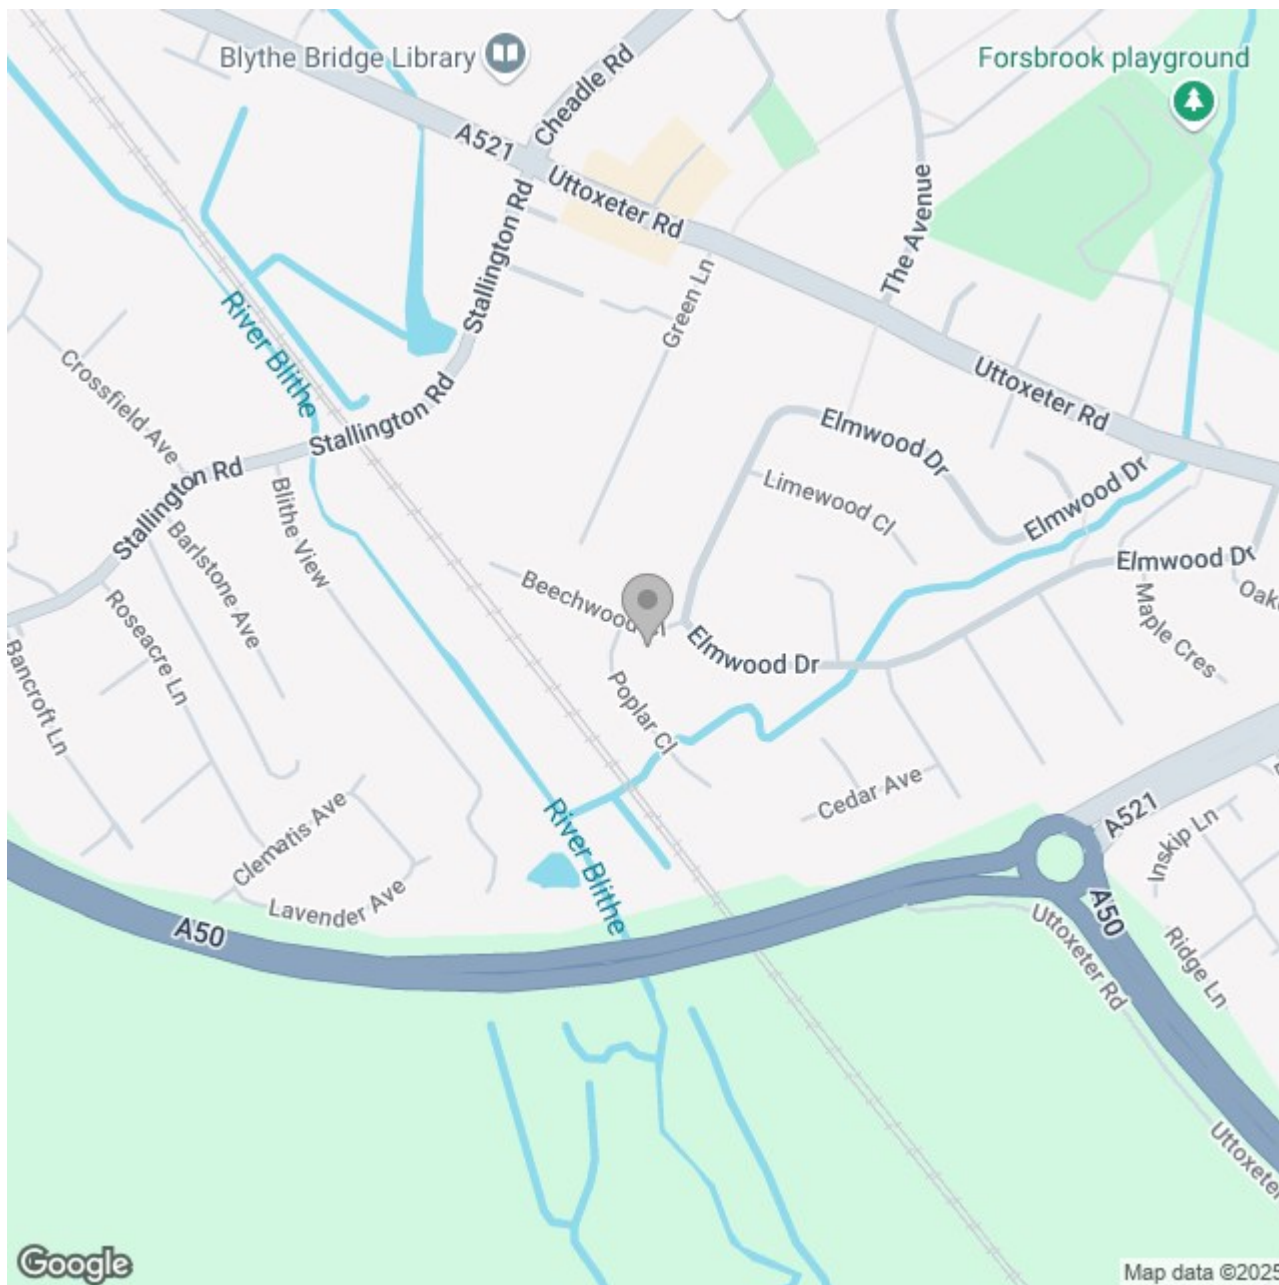 Blythe Bridge Library
Cheadle Rd
Forsbrook playground
A521
Uttoxeter Rd
The Avenue
Stallington Rd
Green Ln
River Blithe
Crossfield Ave
Stallington Rd
Uttoxeter Rd
Elmwood Dr
Limewood Cl
Elmwood Dr
Stallington Rd
Blithe View
Barlstone Ave
Elmwood Dr
Beechwood Cl
Maple Cres
Roseacre Ln
Bancroft Ln
Elmwood Dr
Poplar Cl
Cedar Ave
A521
Inskip Ln
Clematis Ave
River Blithe
Lavender Ave
A50
A50
Uttoxeter Rd
Ridge Ln
Uttoxeter
Google
Map data ©2025